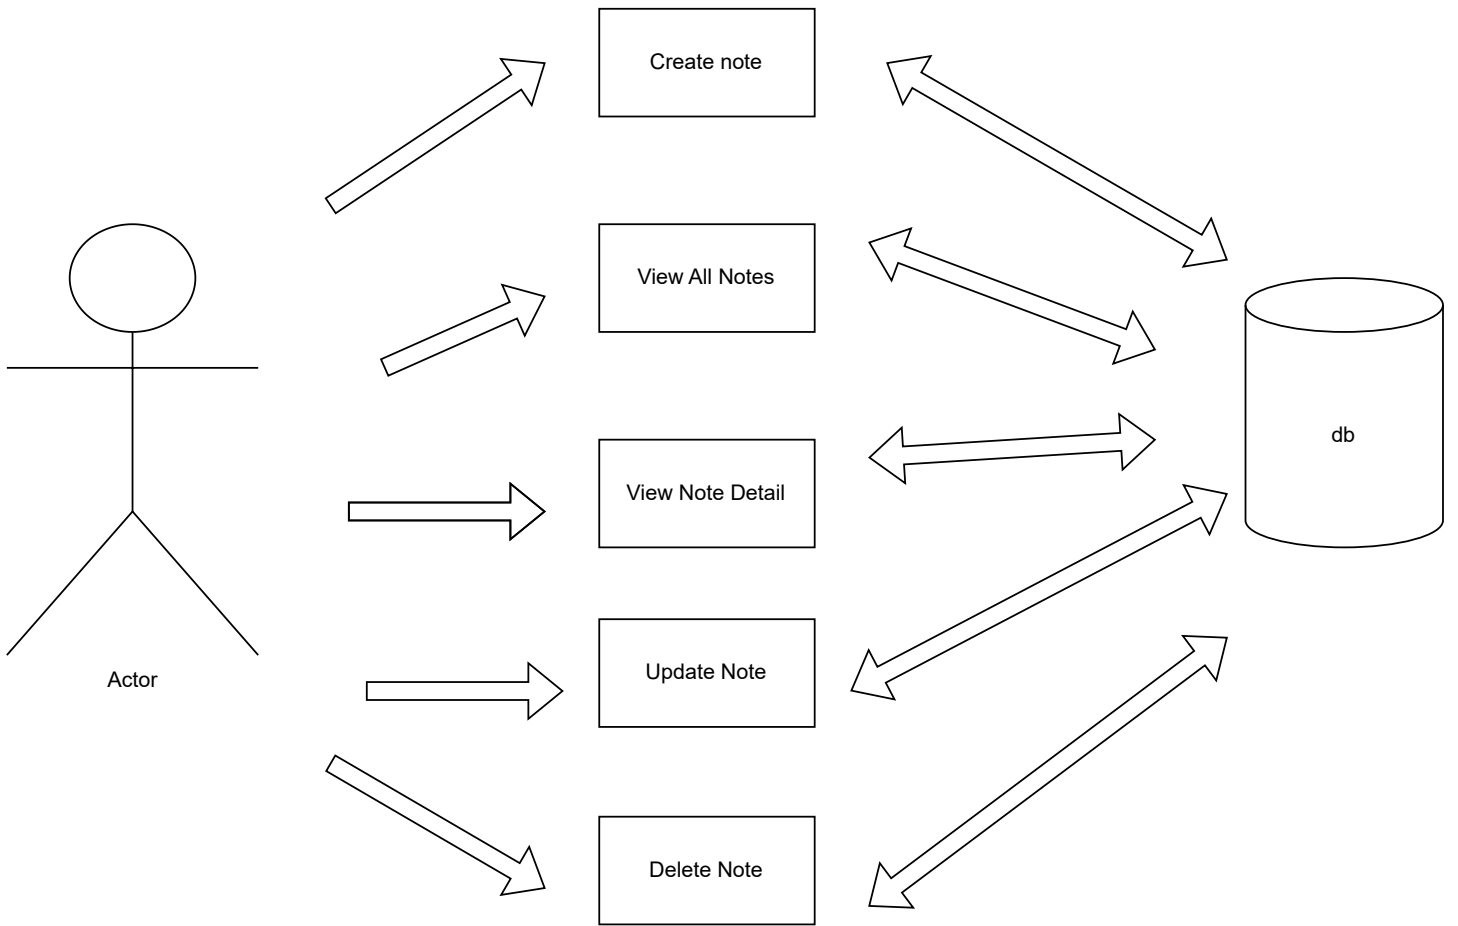 Create note
View All Notes
View Note Detail
Update Note
Delete Note
Actor
db